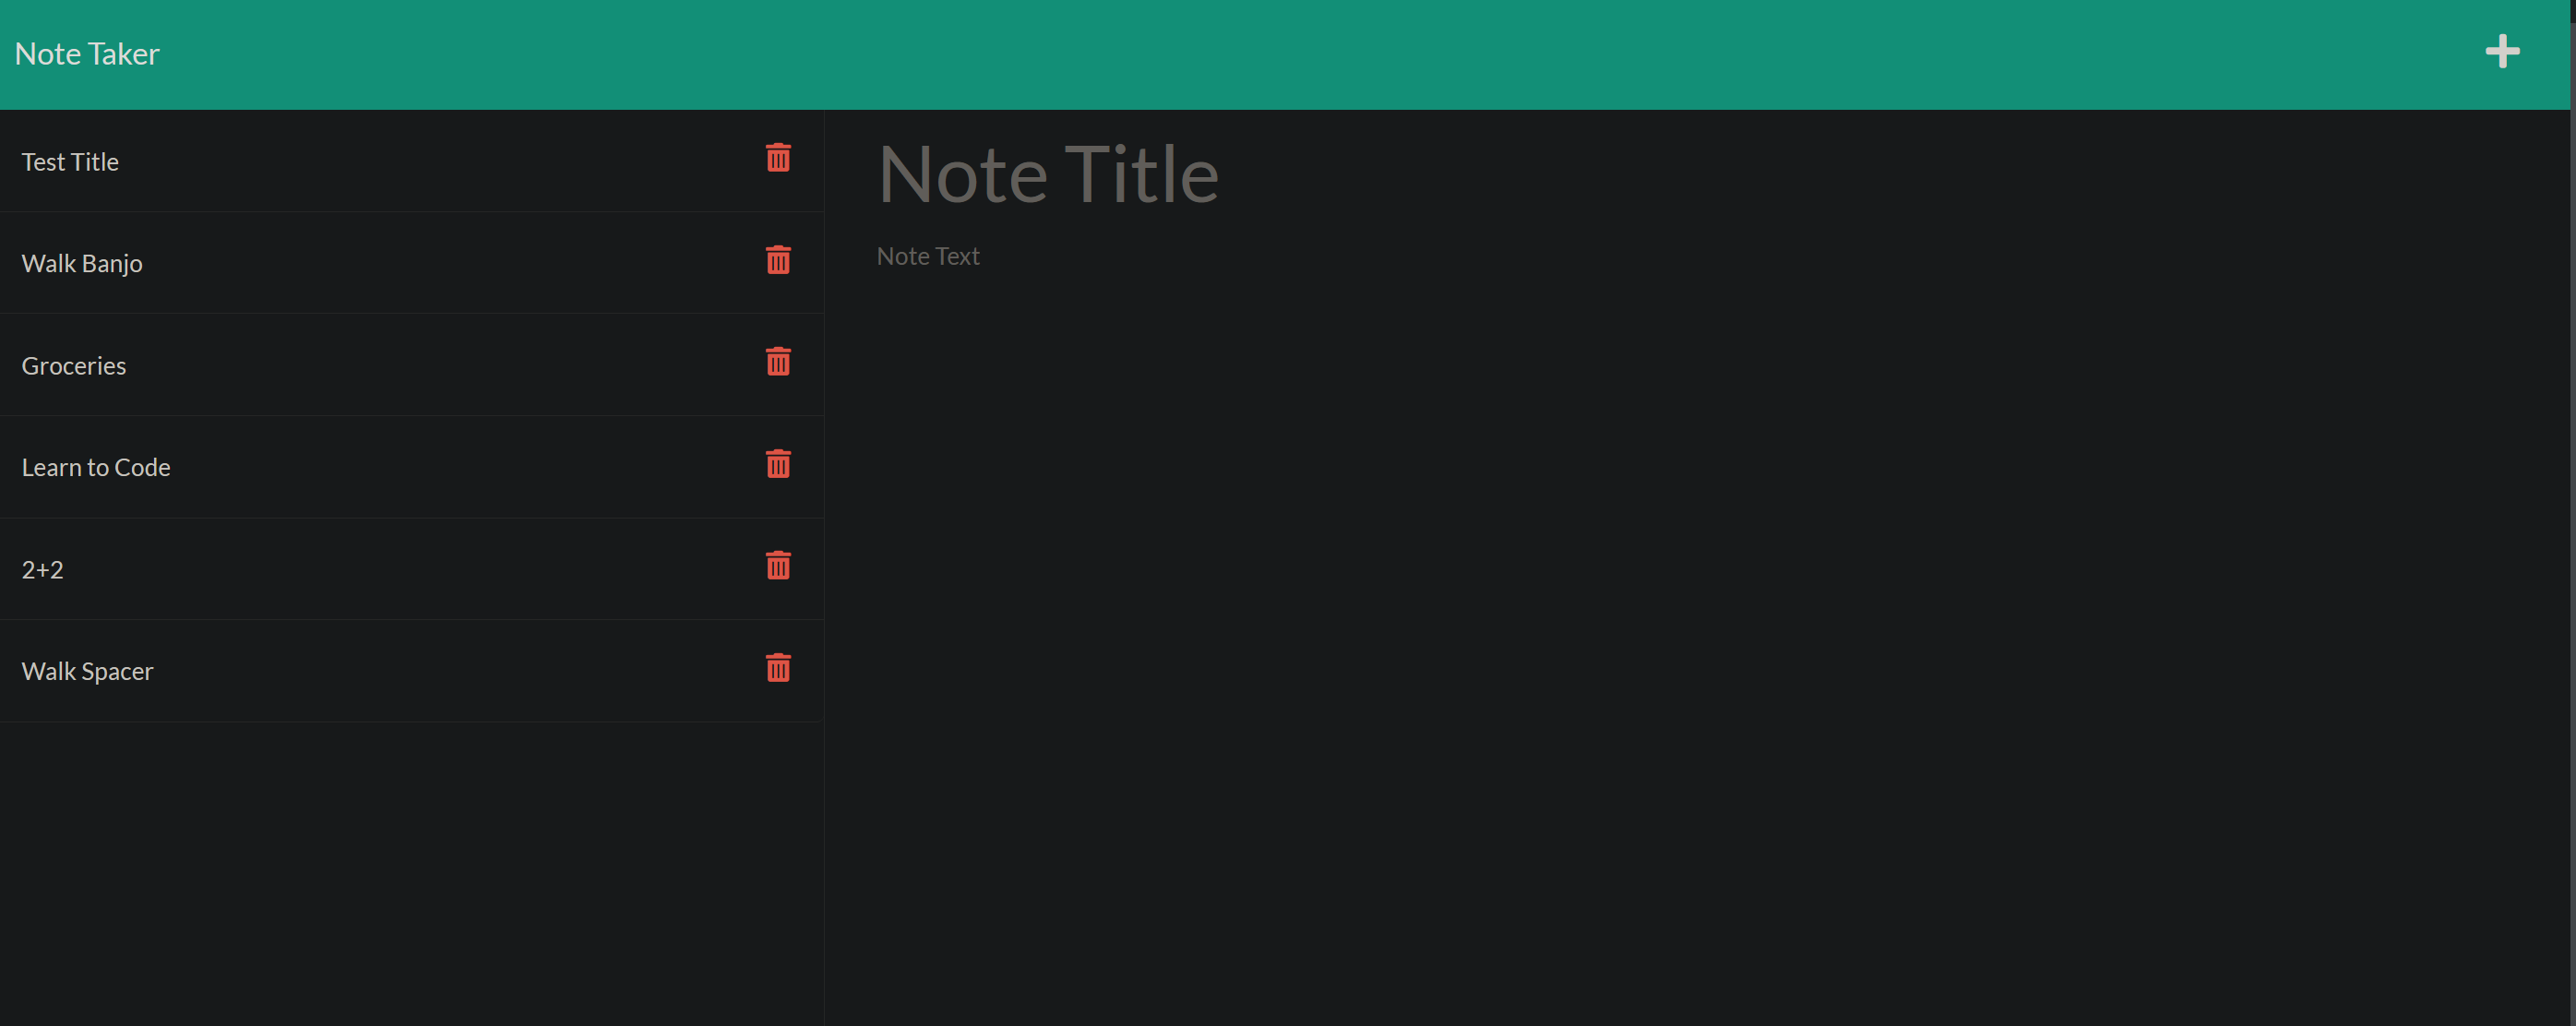 Note Taker
Test Title
Walk Banjo
Groceries
Learn to Code
2+2
Walk Spacer
Note Title
Note Text